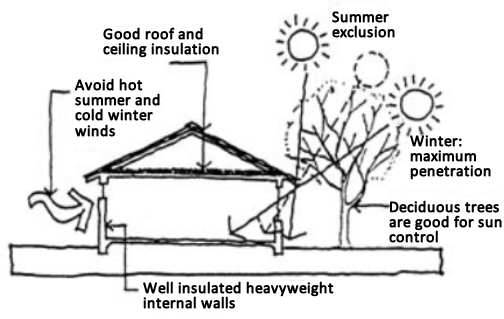 Summer
exclusion
Good roof and
ceiling insulation
Avoid hot
summer and
cold winter
winds
Winter:
maximum
penetration
Deciduous trees
are good for sun
control
Well insulated heavyweight
internal walls